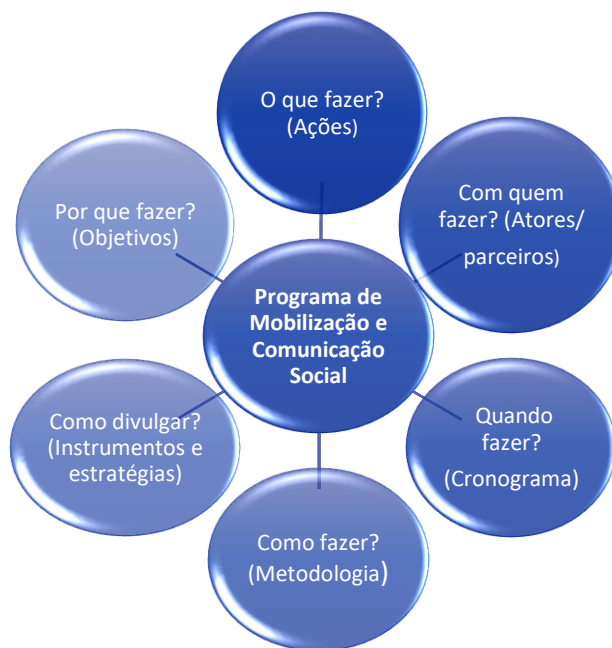 O que fazer?
(Ações)
Com quem
fazer? (Atores/
parceiros)
Quando
fazer?
(Cronograma)
Como fazer?
(Metodologia)
Como divulgar?
(Instrumentos e
estratégias)
Por que fazer?
(Objetivos)
Programa de
Mobilização e
Comunicação
Social